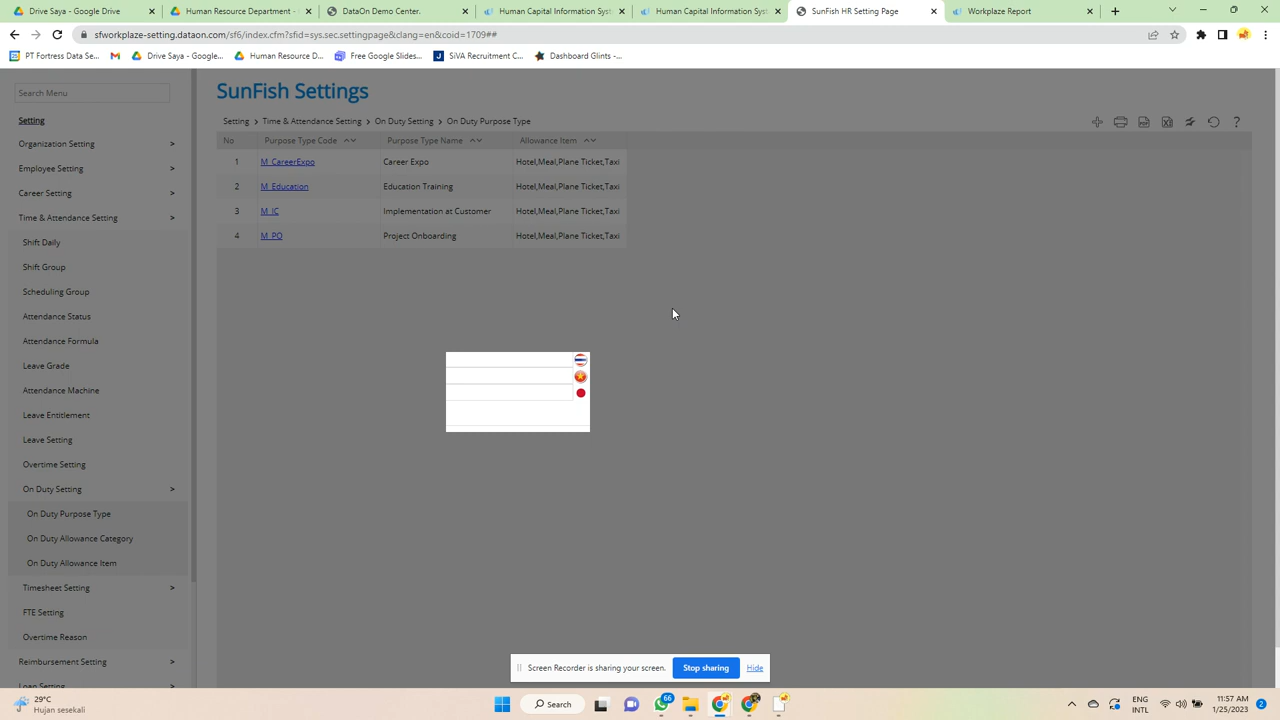 Drive Saya - Google Drive
Human Resource Department -
DataOn Demo Center.
Human Capital Information Syst
Human Capital Information Syst
SunFish HR Setting Page
Workplaze Report
sfworkplaze-setting.dataon.com/sf6/index.cfm?sfid=sys.sec.settingpage&clang=en&coid=1709##
PT Fortress Data Se...
Drive Saya - Google...
Human Resource D...
Free Google Slides...
SiVA Recruitment C...
Dashboard Glints -...
Search Menu
Setting
Organization Setting >
Employee Setting >
Career Setting >
Time & Attendance Setting >
Shift Daily
Shift Group
Scheduling Group
Attendance Status
Attendance Formula
Leave Grade
Attendance Machine
Leave Entitlement
Leave Setting
Overtime Setting
On Duty Setting >
On Duty Purpose Type
On Duty Allowance Category
On Duty Allowance Item
Timesheet Setting >
FTE Setting
Overtime Reason
Reimbursement Setting >
Loan Setting
SunFish Settings
Setting > Time & Attendance Setting > On Duty Setting > On Duty Purpose Type
No Purpose Type Code Purpose Type Name Allowance Item
1 M_CareerExpo Career Expo Hotel,Meal,Plane Ticket,Taxi
2 M_Education Education Training Hotel,Meal,Plane Ticket,Taxi
3 M_IC Implementation at Customer Hotel,Meal,Plane Ticket,Taxi
4 M_PO Project Onboarding Hotel,Meal,Plane Ticket,Taxi
Screen Recorder is sharing your screen. Stop sharing Hide
29°C
Hujan sesekali
Search
66
ENG
INTL
11:57 AM
1/25/2023
2